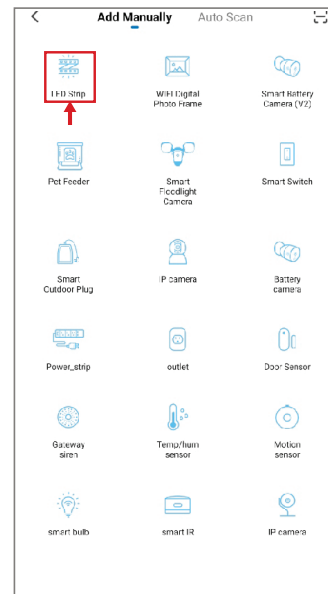 Add Manually Auto Scan
LED Strip
WIFI Digital
Photo Frame
Smart Battery
Camera (V2)
Pet Feeder
Smart
Floodlight
Camera
Smart Switch
Smart
Outdoor Plug
IP camera
Battery
camera
Power_strip
outlet
Door Sensor
Gateway
siren
Temp/hum
sensor
Motion
sensor
smart bulb
smart IR
IP camera